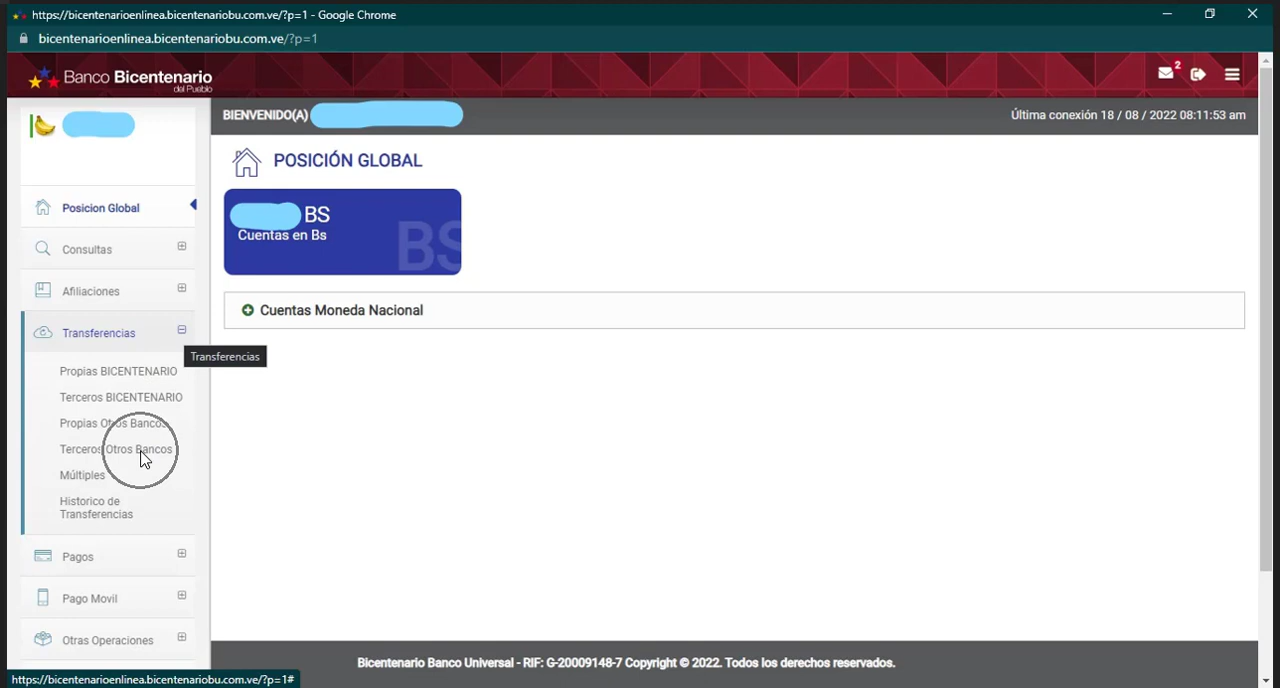 https://bicentenarioenlinea.bicentenariobu.com.ve/?p=1 - Google Chrome
bicentenarioenlinea.bicentenariobu.com.ve/?p=1
Banco Bicentenario
del Pueblo
2
BIENVENIDO(A)
Última conexión 18 / 08 / 2022 08:11:53 am
POSICIÓN GLOBAL
BS
Cuentas en Bs
BS
Cuentas Moneda Nacional
Posicion Global
Consultas
Afiliaciones
Transferencias
Transferencias
Propias BICENTENARIO
Terceros BICENTENARIO
Propias Otros Bancos
Terceros Otros Bancos
Múltiples
Historico de
Transferencias
Pagos
Pago Movil
Otras Operaciones
Bicentenario Banco Universal - RIF: G-20009148-7 Copyright © 2022. Todos los derechos reservados.
https://bicentenarioenlinea.bicentenariobu.com.ve/?p=1#